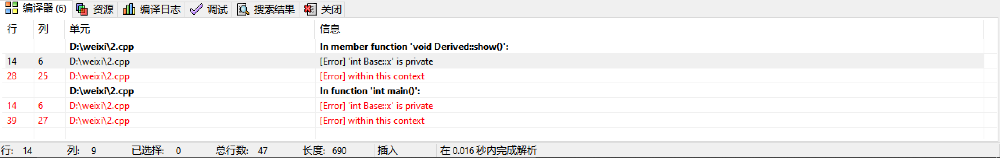 编译器 (6) 资源 编译日志 调试 搜索结果 关闭
行 列 单元 信息
D:\weixi\2.cpp In member function 'void Derived::show()':
14 6 D:\weixi\2.cpp [Error] 'int Base::x' is private
28 25 D:\weixi\2.cpp [Error] within this context
D:\weixi\2.cpp In function 'int main()':
14 6 D:\weixi\2.cpp [Error] 'int Base::x' is private
39 27 D:\weixi\2.cpp [Error] within this context
行: 14 列: 9 已选择: 0 总行数: 47 长度: 690 插入 在 0.016 秒内完成解析